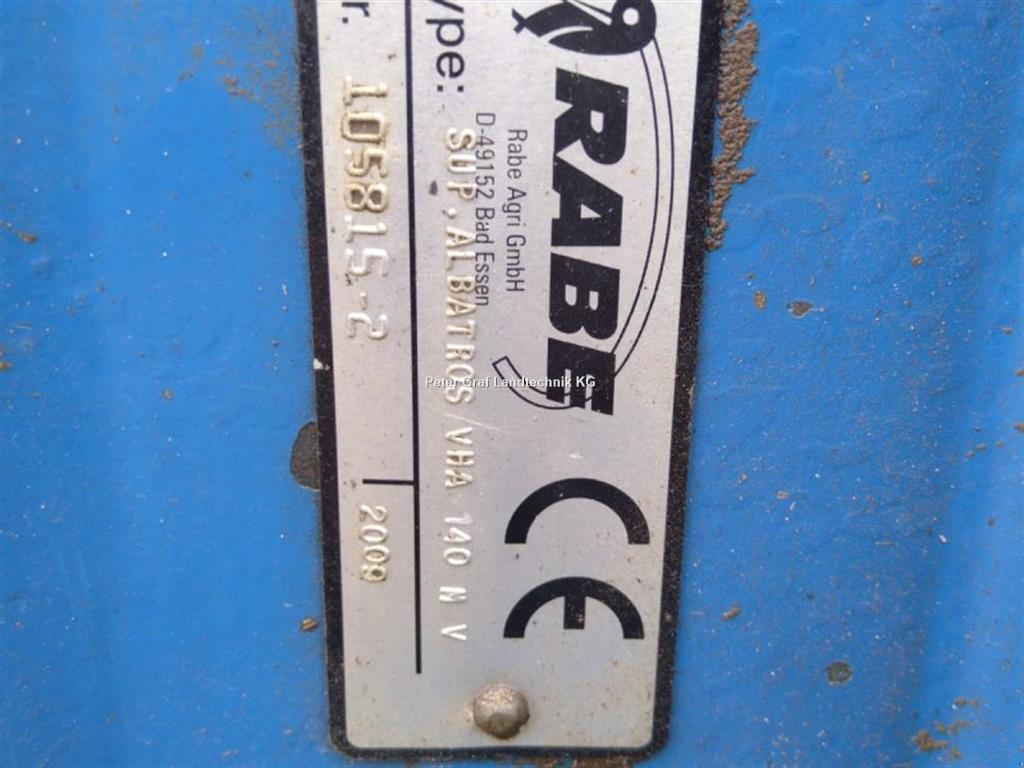 RABE
Rabe Agri GmbH
D-49152 Bad Essen
CE
ype: SUP.ALBATROS/VHA 140 M V
r. 105815-2 2009
Peter Graf Landtechnik KG